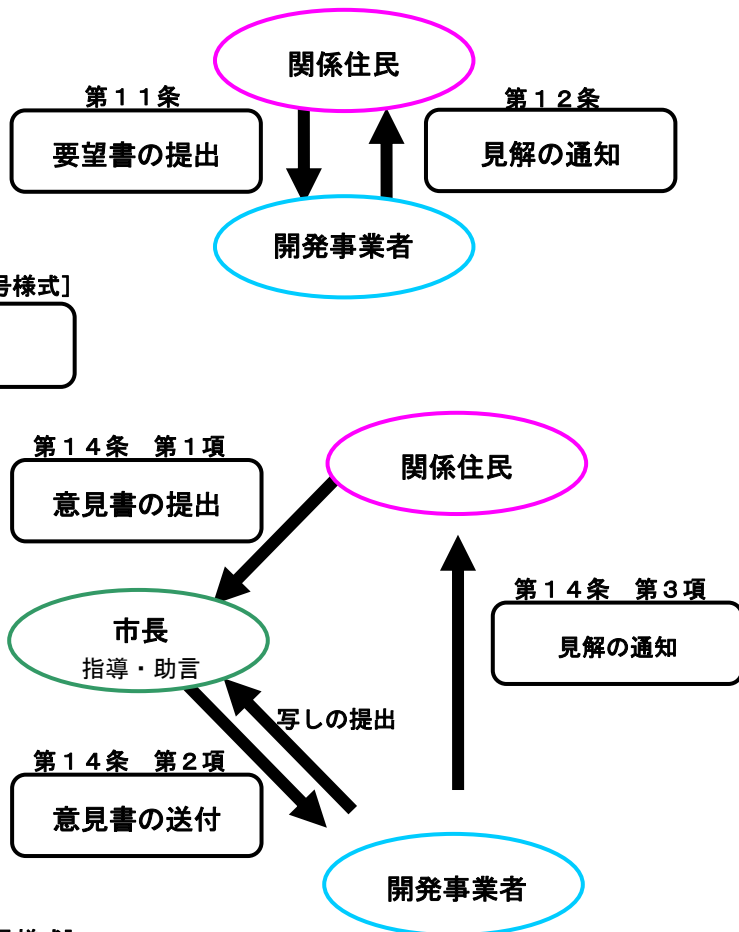 関係住民
第１１条
第１２条
要望書の提出
見解の通知
開発事業者
号様式]
第１４条　第１項
関係住民
意見書の提出
第１４条　第３項
市長
見解の通知
指導・助言
写しの提出
第１４条　第２項
意見書の送付
開発事業者
様式]